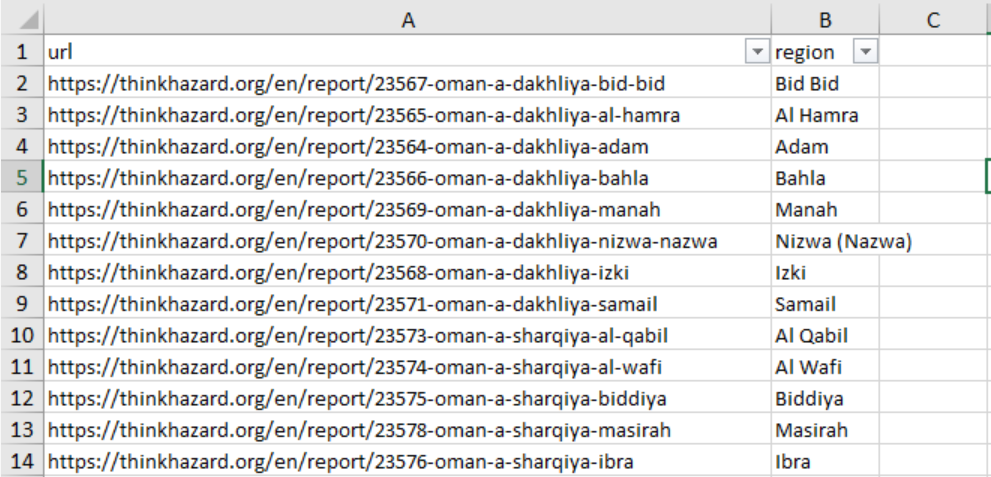 A B C
1 url region
2 https://thinkhazard.org/en/report/23567-oman-a-dakhliya-bid-bid Bid Bid
3 https://thinkhazard.org/en/report/23565-oman-a-dakhliya-al-hamra Al Hamra
4 https://thinkhazard.org/en/report/23564-oman-a-dakhliya-adam Adam
5 https://thinkhazard.org/en/report/23566-oman-a-dakhliya-bahla Bahla
6 https://thinkhazard.org/en/report/23569-oman-a-dakhliya-manah Manah
7 https://thinkhazard.org/en/report/23570-oman-a-dakhliya-nizwa-nazwa Nizwa (Nazwa)
8 https://thinkhazard.org/en/report/23568-oman-a-dakhliya-izki Izki
9 https://thinkhazard.org/en/report/23571-oman-a-dakhliya-samail Samail
10 https://thinkhazard.org/en/report/23573-oman-a-sharqiya-al-qabil Al Qabil
11 https://thinkhazard.org/en/report/23574-oman-a-sharqiya-al-wafi Al Wafi
12 https://thinkhazard.org/en/report/23575-oman-a-sharqiya-biddiya Biddiya
13 https://thinkhazard.org/en/report/23578-oman-a-sharqiya-masirah Masirah
14 https://thinkhazard.org/en/report/23576-oman-a-sharqiya-ibra Ibra